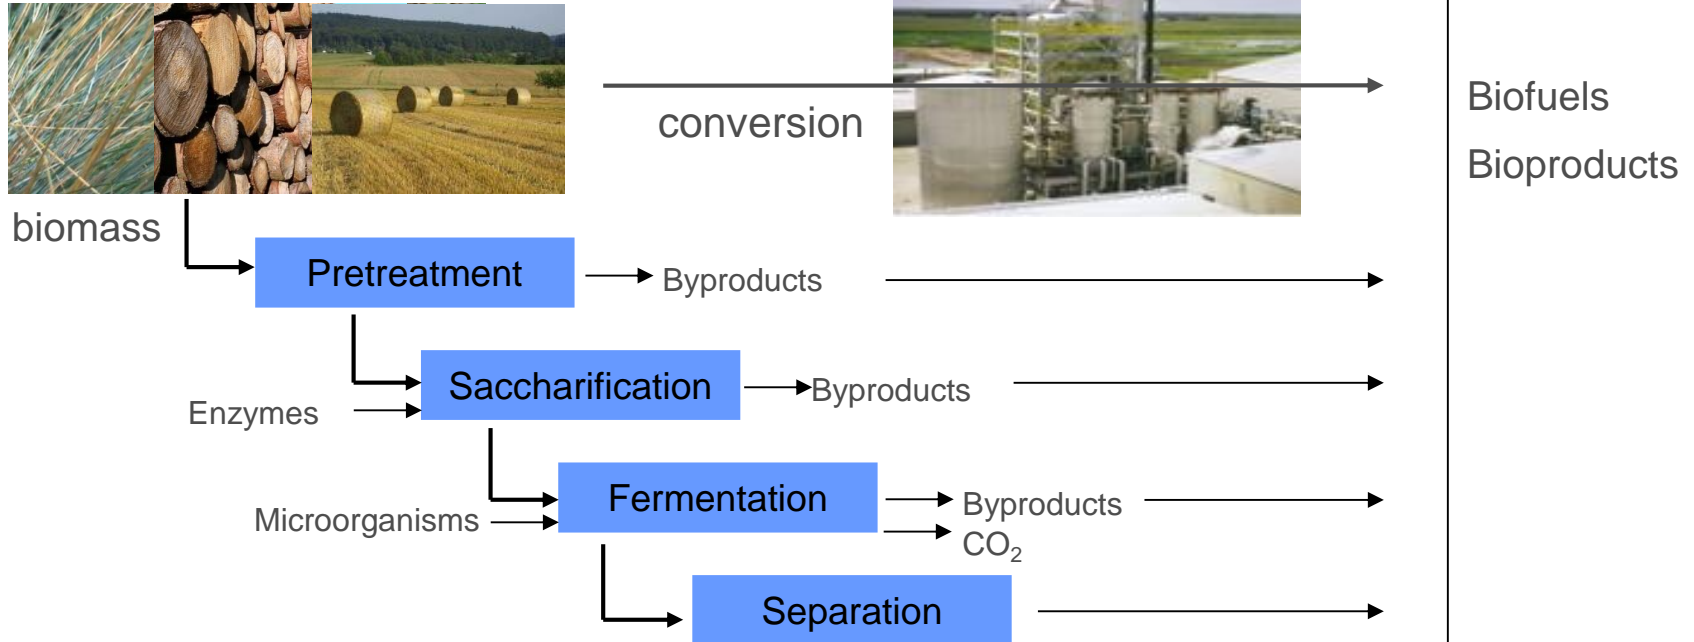 conversion
Biofuels
Bioproducts
biomass
Pretreatment
Byproducts
Saccharification
Byproducts
Enzymes
Fermentation
Byproducts
Microorganisms
CO₂
Separation